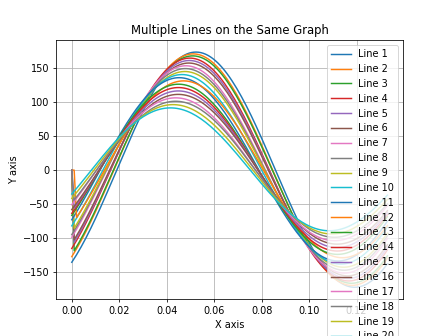 Multiple Lines on the Same Graph
150
100
50
0
−50
−100
−150
Y axis
0.00
0.02
0.04
0.06
0.08
0.10
X axis
Line 1
Line 2
Line 3
Line 4
Line 5
Line 6
Line 7
Line 8
Line 9
Line 10
Line 11
Line 12
Line 13
Line 14
Line 15
Line 16
Line 17
Line 18
Line 19
Line 20